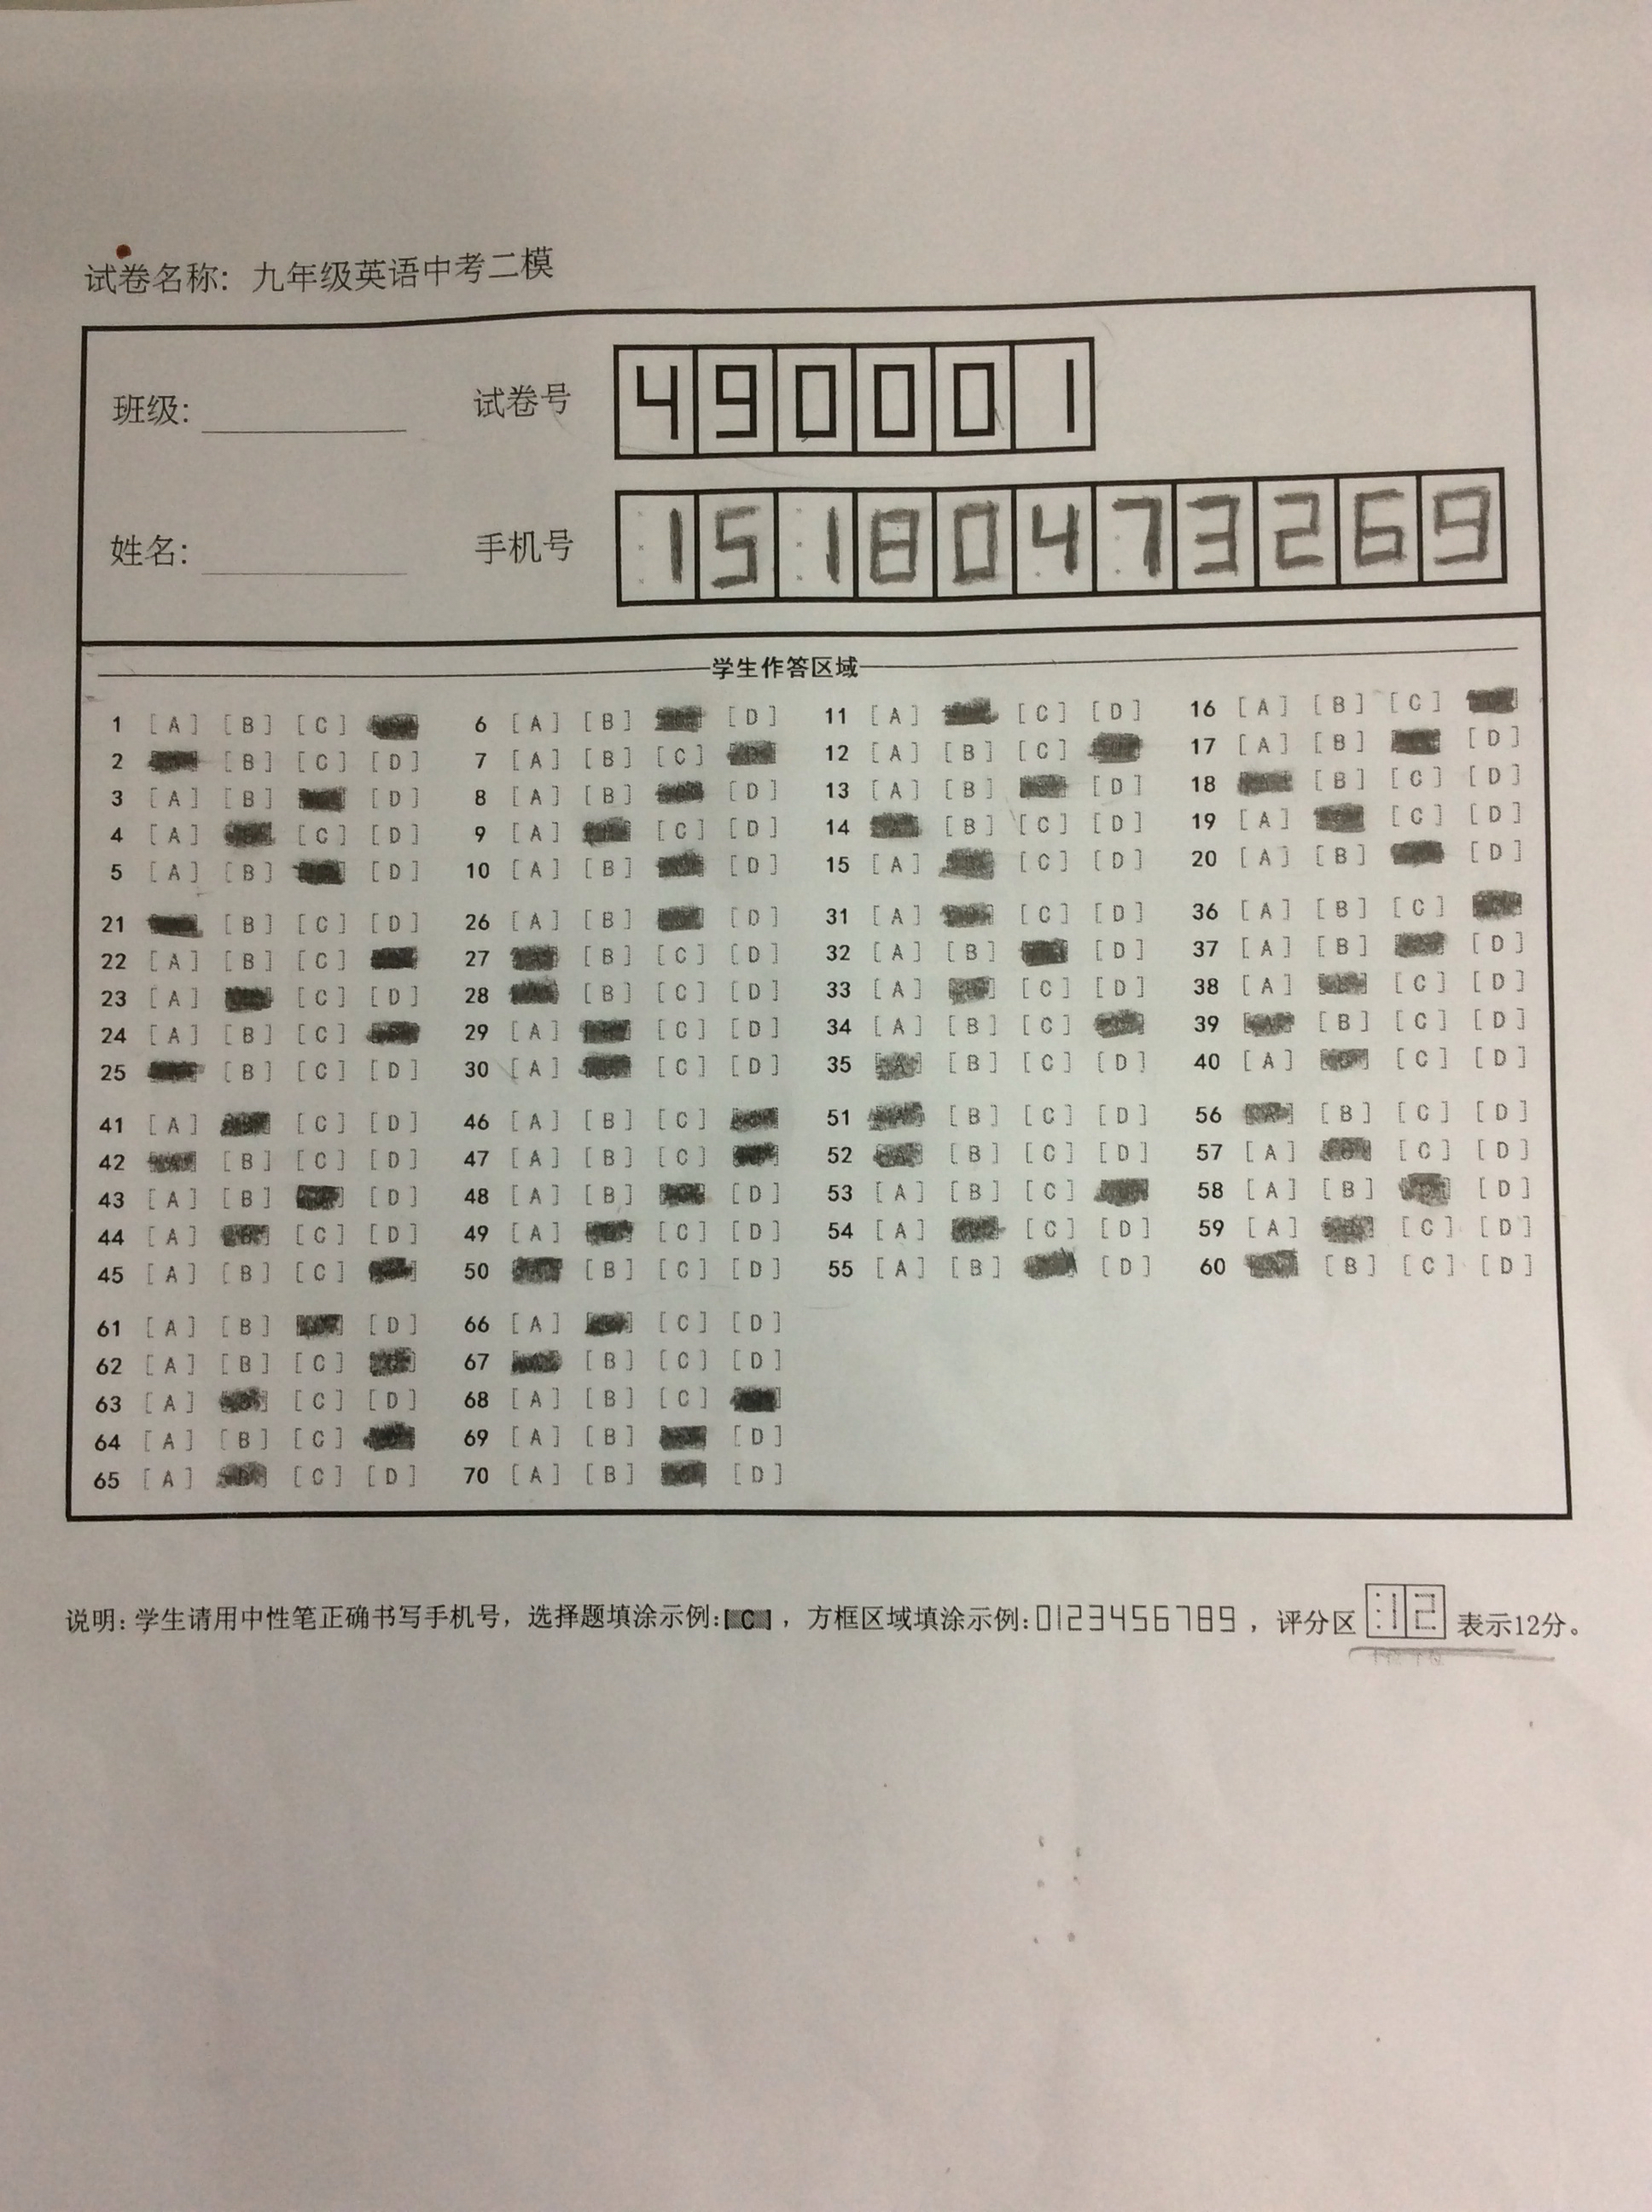 试卷名称: 九年级英语中考二模
班级: 试卷号 490001
姓名: 手机号 15180473269
学生作答区域
1 [A] [B] [C] 6 [A] [B] [D] 11 [A] [C] [D] 16 [A] [B] [C]
2 [B] [C] [D] 7 [A] [B] [C] 12 [A] [B] [C] 17 [A] [B] [D]
3 [A] [B] [D] 8 [A] [B] [D] 13 [A] [B] [D] 18 [B] [C] [D]
4 [A] [C] [D] 9 [A] [C] [D] 14 [B] [C] [D] 19 [A] [C] [D]
5 [A] [B] [D] 10 [A] [B] [D] 15 [A] [C] [D] 20 [A] [B] [D]
21 [B] [C] [D] 26 [A] [B] [D] 31 [A] [C] [D] 36 [A] [B] [C]
22 [A] [B] [C] 27 [B] [C] [D] 32 [A] [B] [D] 37 [A] [B] [D]
23 [A] [C] [D] 28 [B] [C] [D] 33 [A] [C] [D] 38 [A] [C] [D]
24 [A] [B] [C] 29 [A] [C] [D] 34 [A] [B] [C] 39 [B] [C] [D]
25 [B] [C] [D] 30 [A] [C] [D] 35 [A] [B] [C] [D] 40 [A] [C] [D]
41 [A] [C] [D] 46 [A] [B] [C] 51 [B] [C] [D] 56 [B] [C] [D]
42 [B] [C] [D] 47 [A] [B] [C] 52 [B] [C] [D] 57 [A] [C] [D]
43 [A] [B] [D] 48 [A] [B] [D] 53 [A] [B] [C] 58 [A] [B] [D]
44 [A] [C] [D] 49 [A] [C] [D] 54 [A] [C] [D] 59 [A] [C] [D]
45 [A] [B] [C] 50 [B] [C] [D] 55 [A] [B] [D] 60 [B] [C] [D]
61 [A] [B] [D] 66 [A] [C] [D]
62 [A] [B] [C] 67 [B] [C] [D]
63 [A] [C] [D] 68 [A] [B] [C]
64 [A] [B] [C] 69 [A] [B] [D]
65 [A] [C] [D] 70 [A] [B] [D]
说明: 学生请用中性笔正确书写手机号，选择题填涂示例:[C]，方框区域填涂示例:0123456789，评分区 12 表示12分。